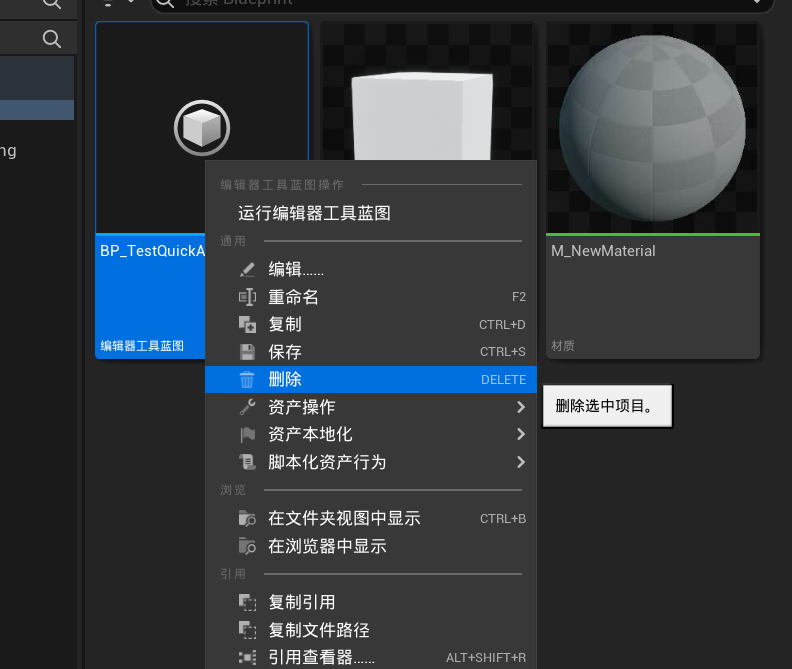 搜索 Blueprint
ng
BP_TestQuickA
编辑器工具蓝图
M_NewMaterial
材质
编辑器工具蓝图操作
运行编辑器工具蓝图
通用
编辑……
重命名 F2
复制 CTRL+D
保存 CTRL+S
删除 DELETE
资产操作
资产本地化
脚本化资产行为
浏览
在文件夹视图中显示 CTRL+B
在浏览器中显示
引用
复制引用
复制文件路径
引用查看器…… ALT+SHIFT+R
删除选中项目。